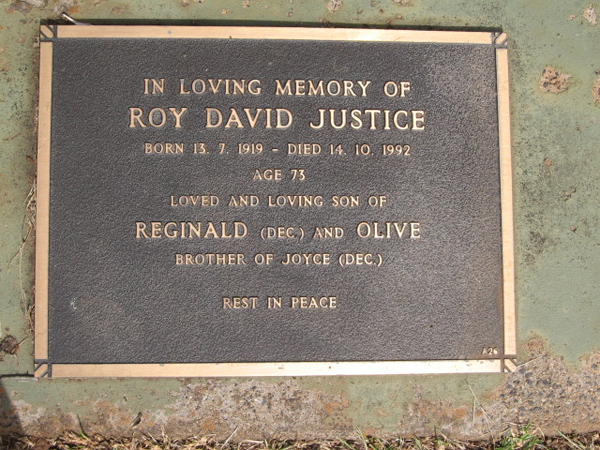 IN LOVING MEMORY OF
ROY DAVID JUSTICE
BORN 13. 7. 1919 - DIED 14. 10. 1992
AGE 73
LOVED AND LOVING SON OF
REGINALD (DEC.) AND OLIVE
BROTHER OF JOYCE (DEC.)
REST IN PEACE